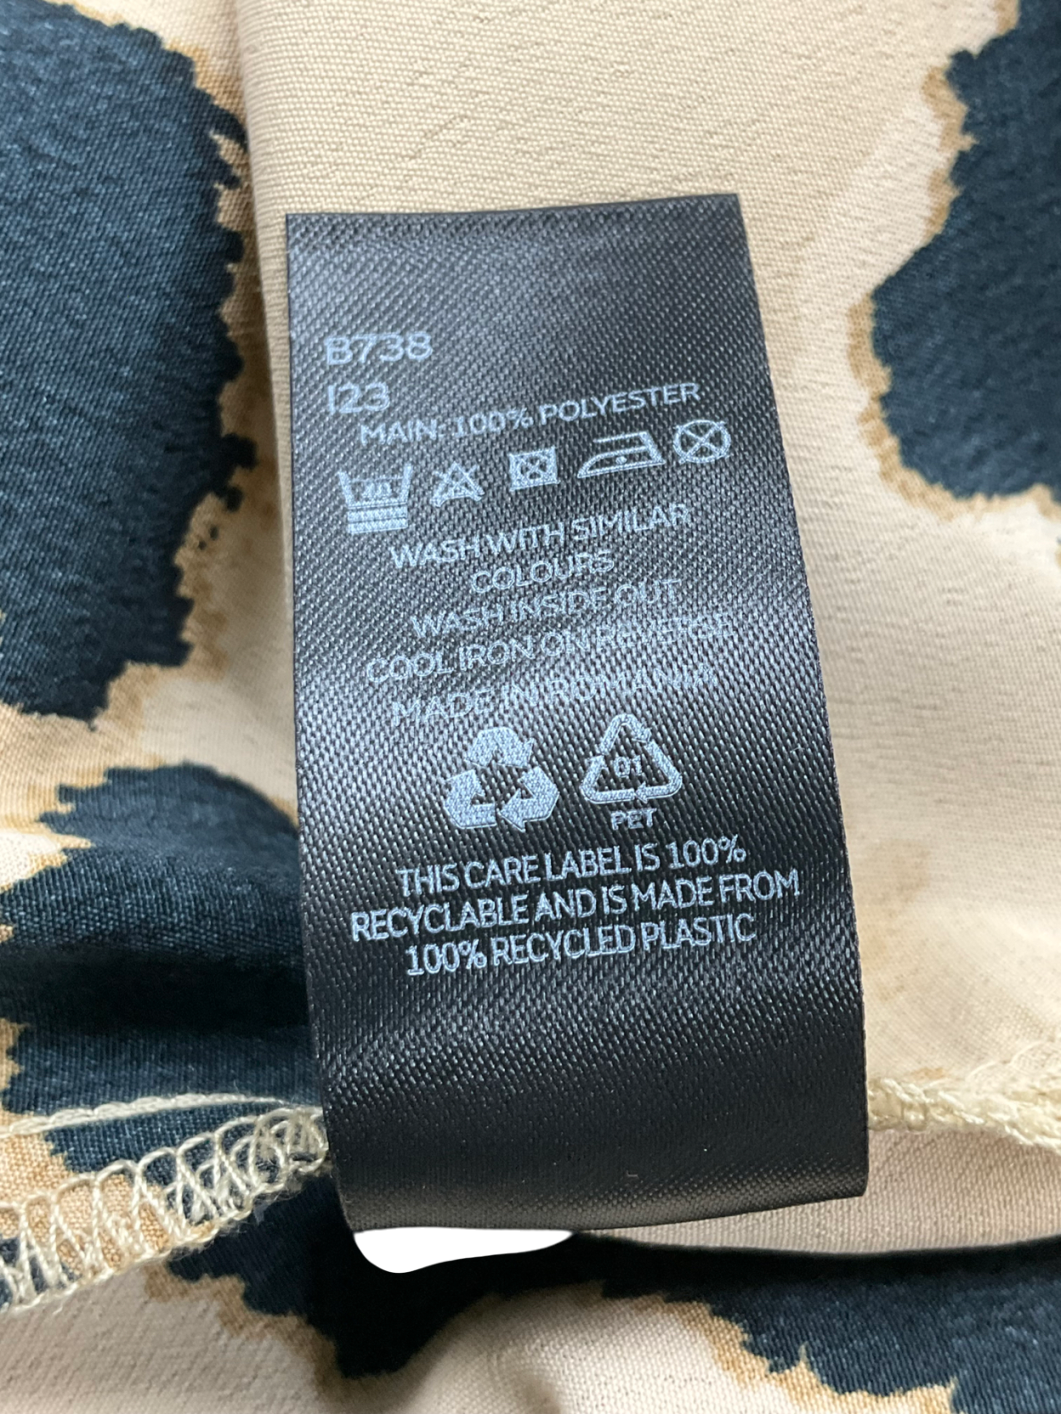 B738
I23
MAIN: 100% POLYESTER
WASH WITH SIMILAR
COLOURS
WASH INSIDE OUT
COOL IRON ON REVERSE
MADE IN ROMANIA
01
PET
THIS CARE LABEL IS 100%
RECYCLABLE AND IS MADE FROM
100% RECYCLED PLASTIC